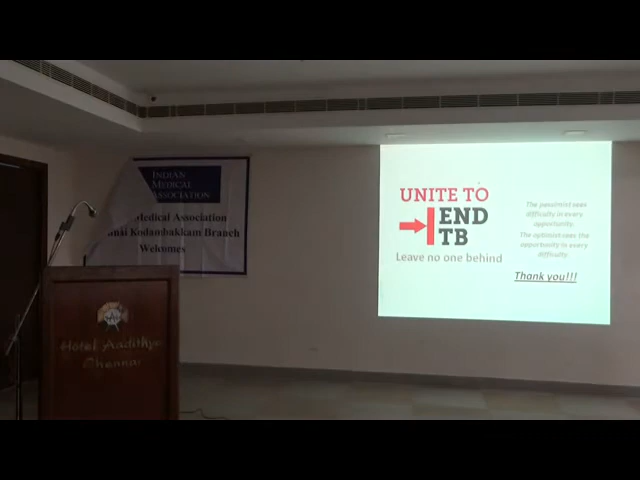 INDIAN
MEDICAL
ASSOCIATION
Medical Association
Kodambakkam Branch
Welcomes
Hotel Aadithya
Chennai
UNITE TO
END
TB
Leave no one behind
The pessimist sees
difficulty in every
opportunity.
The optimist sees the
opportunity in every
difficulty
Thank you!!!